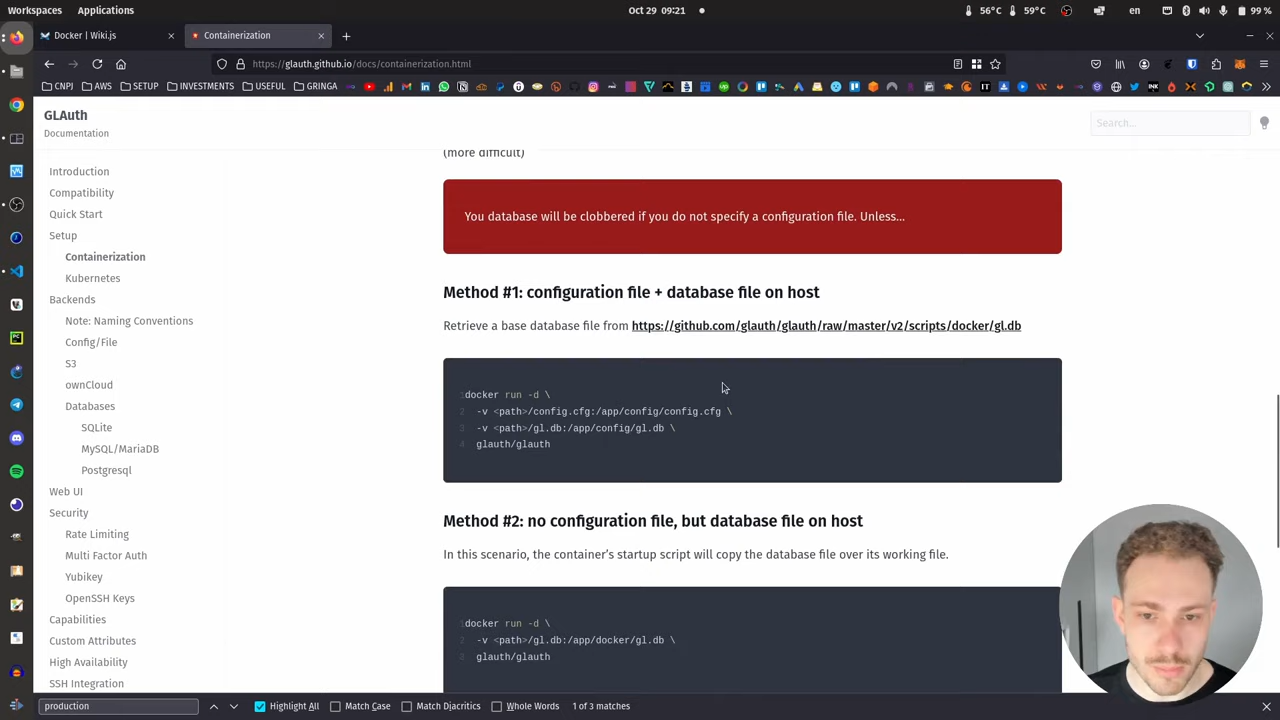 Workspaces Applications Oct 29 09:21 56°C 59°C en 99 %
Docker | Wiki.js Containerization
https://glauth.github.io/docs/containerization.html
CNPJ AWS SETUP INVESTMENTS USEFUL GRINGA
GLAuth
Documentation
Search...
Introduction
Compatibility
Quick Start
Setup
Containerization
Kubernetes
Backends
Note: Naming Conventions
Config/File
S3
ownCloud
Databases
SQLite
MySQL/MariaDB
Postgresql
Web UI
Security
Rate Limiting
Multi Factor Auth
Yubikey
OpenSSH Keys
Capabilities
Custom Attributes
High Availability
SSH Integration
(more difficult)
You database will be clobbered if you do not specify a configuration file. Unless...
Method #1: configuration file + database file on host
Retrieve a base database file from https://github.com/glauth/glauth/raw/master/v2/scripts/docker/gl.db
1docker run -d \
2 -v <path>/config.cfg:/app/config/config.cfg \
3 -v <path>/gl.db:/app/config/gl.db \
4 glauth/glauth
Method #2: no configuration file, but database file on host
In this scenario, the container’s startup script will copy the database file over its working file.
1docker run -d \
2 -v <path>/gl.db:/app/docker/gl.db \
glauth/glauth
production Highlight All Match Case Match Diacritics Whole Words 1 of 3 matches